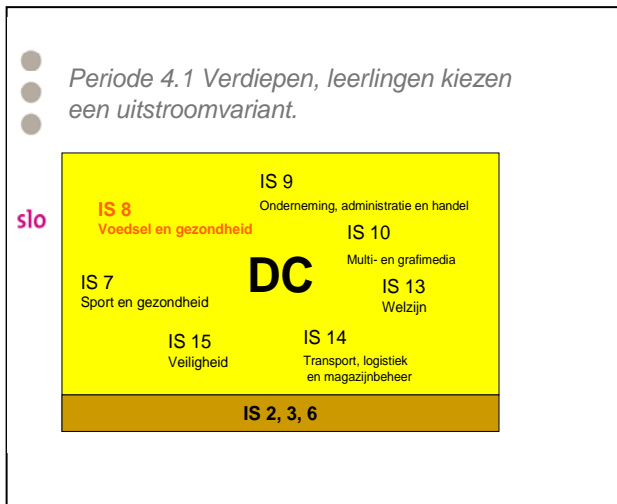 Periode 4.1 Verdiepen, leerlingen kiezen
een uitstroomvariant.
slo
IS 9
Onderneming, administratie en handel
IS 8
Voedsel en gezondheid
IS 10
Multi- en grafimedia
DC
IS 7
Sport en gezondheid
IS 13
Welzijn
IS 15
Veiligheid
IS 14
Transport, logistiek
en magazijnbeheer
IS 2, 3, 6